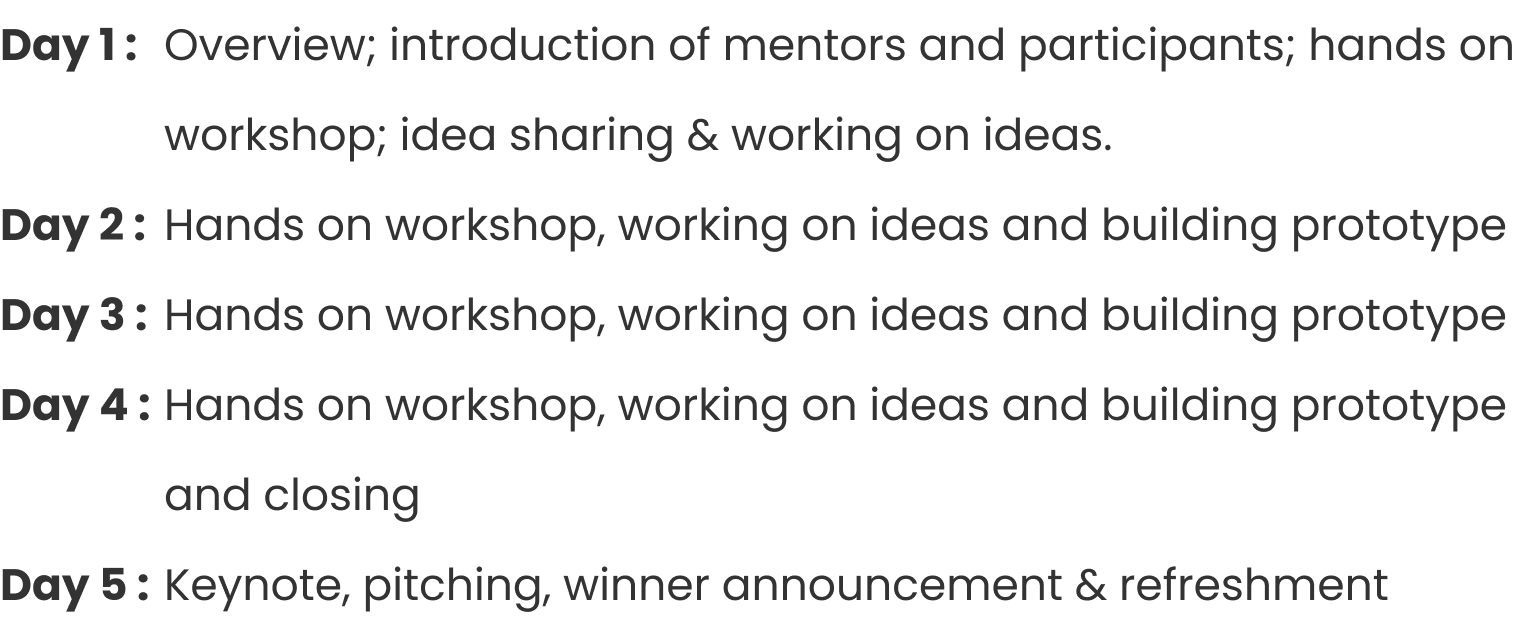 Day 1 : Overview; introduction of mentors and participants; hands on
workshop; idea sharing & working on ideas.
Day 2 : Hands on workshop, working on ideas and building prototype
Day 3 : Hands on workshop, working on ideas and building prototype
Day 4 : Hands on workshop, working on ideas and building prototype
and closing
Day 5 : Keynote, pitching, winner announcement & refreshment